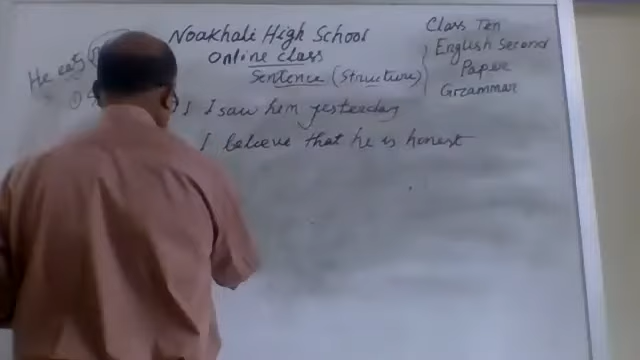 Noakhali High School
Online class
Sentence (Structure)
Class Ten
English Second
Paper
Grammar
He eats
I saw him yesterday
I believe that he is honest